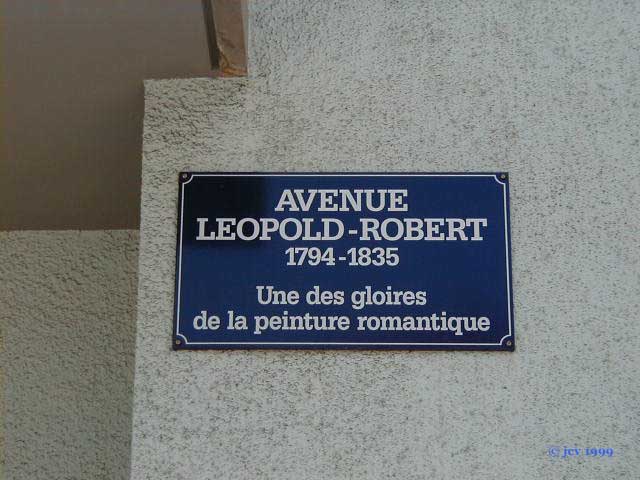 AVENUE
LEOPOLD-ROBERT
1794-1835
Une des gloires
de la peinture romantique
© jcv 1999